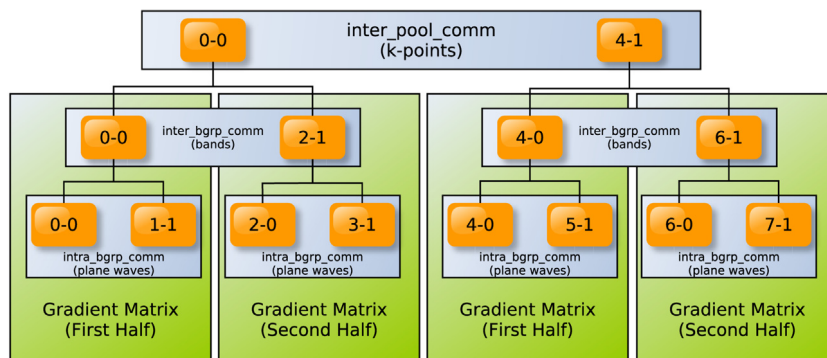 0-0
inter_pool_comm
(k-points)
4-1
0-0
inter_bgrp_comm
(bands)
2-1
4-0
inter_bgrp_comm
(bands)
6-1
0-0
1-1
intra_bgrp_comm
(plane waves)
2-0
3-1
intra_bgrp_comm
(plane waves)
4-0
5-1
intra_bgrp_comm
(plane waves)
6-0
7-1
intra_bgrp_comm
(plane waves)
Gradient Matrix
(First Half)
Gradient Matrix
(Second Half)
Gradient Matrix
(First Half)
Gradient Matrix
(Second Half)